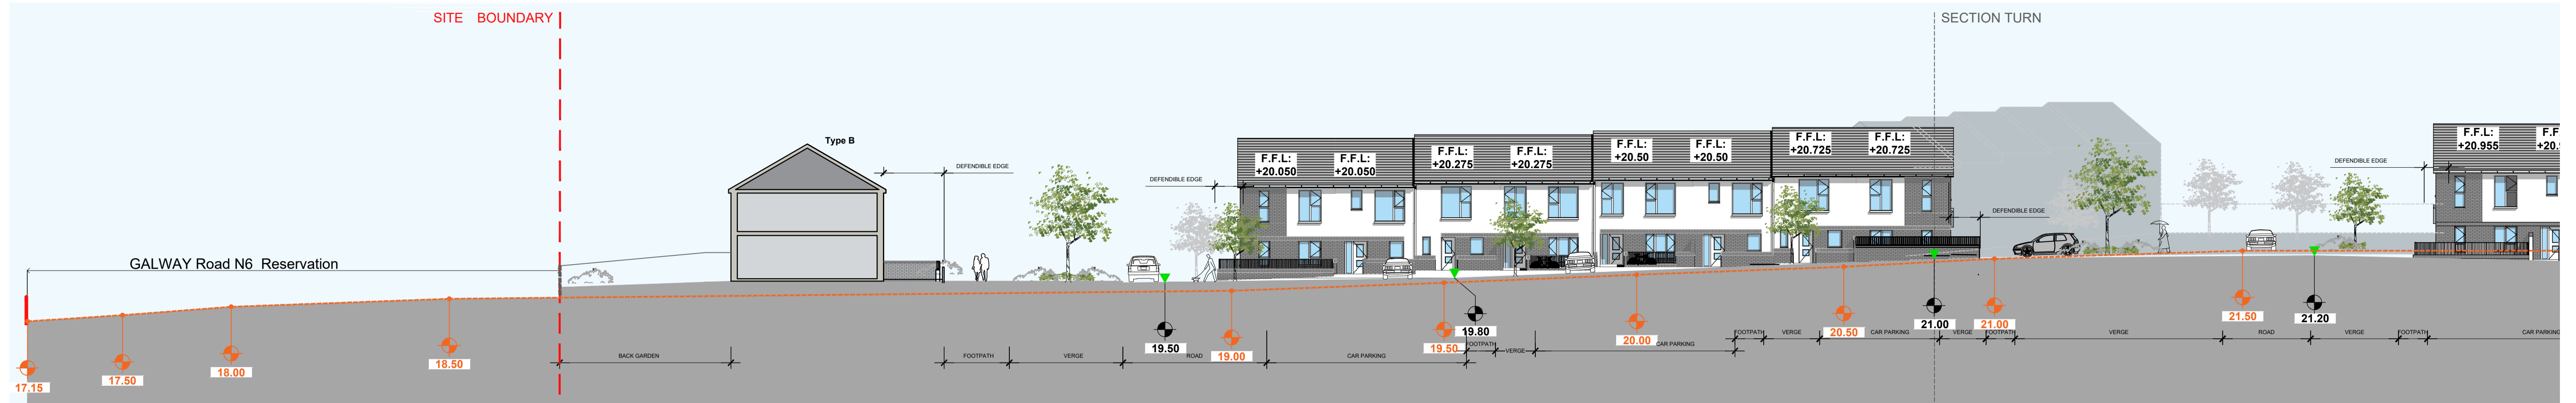 SITE BOUNDARY
SECTION TURN
Type B
DEFENDIBLE EDGE
DEFENDIBLE EDGE
F.F.L:
+20.050
F.F.L:
+20.050
F.F.L:
+20.275
F.F.L:
+20.275
F.F.L:
+20.50
F.F.L:
+20.50
F.F.L:
+20.725
F.F.L:
+20.725
DEFENDIBLE EDGE
DEFENDIBLE EDGE
F.F.L:
+20.955
GALWAY Road N6 Reservation
17.15
17.50
18.00
18.50
19.50
19.00
19.50
19.80
20.00
20.50
21.00
21.00
21.50
21.20
BACK GARDEN
FOOTPATH
VERGE
ROAD
CAR PARKING
FOOTPATH
VERGE
CAR PARKING
FOOTPATH
VERGE
CAR PARKING
VERGE
FOOTPATH
VERGE
ROAD
VERGE
FOOTPATH
CAR PARKING